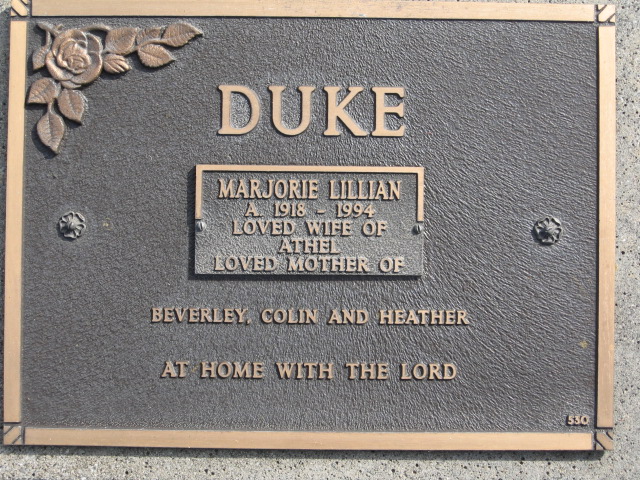 DUKE
MARJORIE LILLIAN
A. 1918 - 1994
LOVED WIFE OF
ATHEL
LOVED MOTHER OF
BEVERLEY, COLIN AND HEATHER
AT HOME WITH THE LORD
530